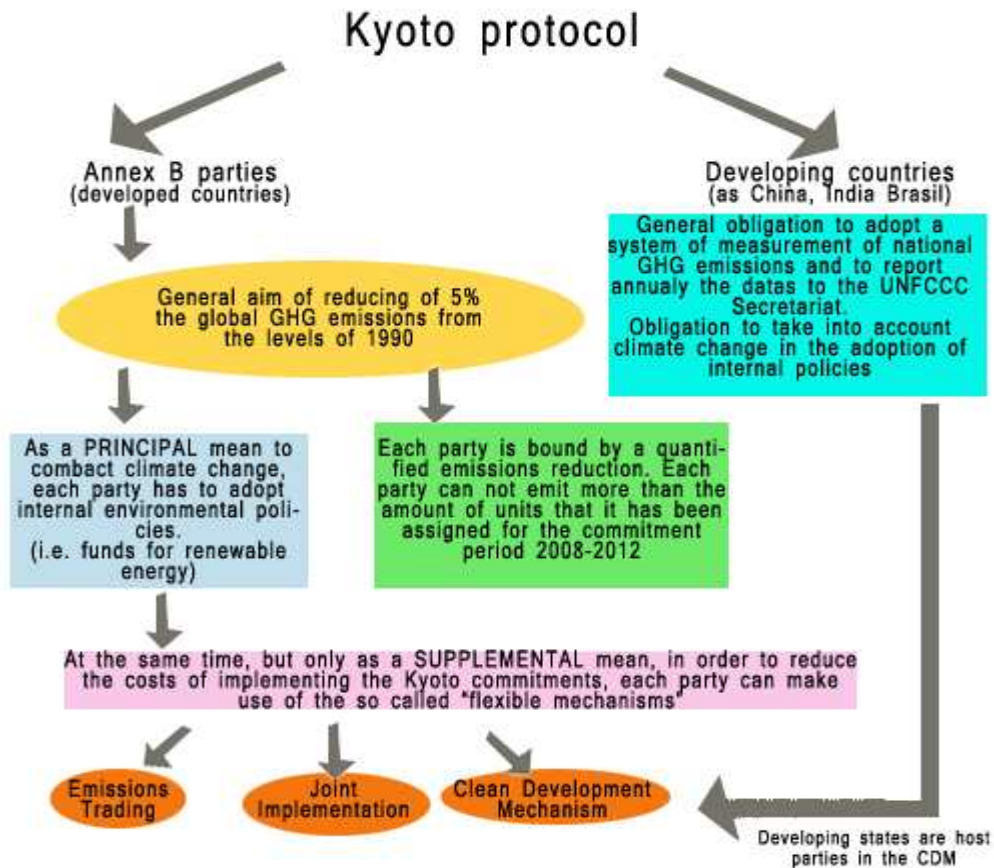 Kyoto protocol
Annex B parties
(developed countries)
Developing countries
(as China, India Brasil)
General obligation to adopt a
system of measurement of national
GHG emissions and to report
annualy the datas to the UNFCCC
Secretariat.
Obligation to take into account
climate change in the adoption of
internal policies
General aim of reducing of 5%
the global GHG emissions from
the levels of 1990
As a PRINCIPAL mean to
combact climate change,
each party has to adopt
internal environmental poli-
cies.
(i.e. funds for renewable
energy)
Each party is bound by a quanti-
fied emissions reduction. Each
party can not emit more than the
amount of units that it has been
assigned for the commitment
period 2008-2012
At the same time, but only as a SUPPLEMENTAL mean, in order to reduce
the costs of implementing the Kyoto commitments, each party can make
use of the so called "flexible mechanisms"
Emissions
Trading
Joint
Implementation
Clean Development
Mechanism
Developing states are host
parties in the CDM